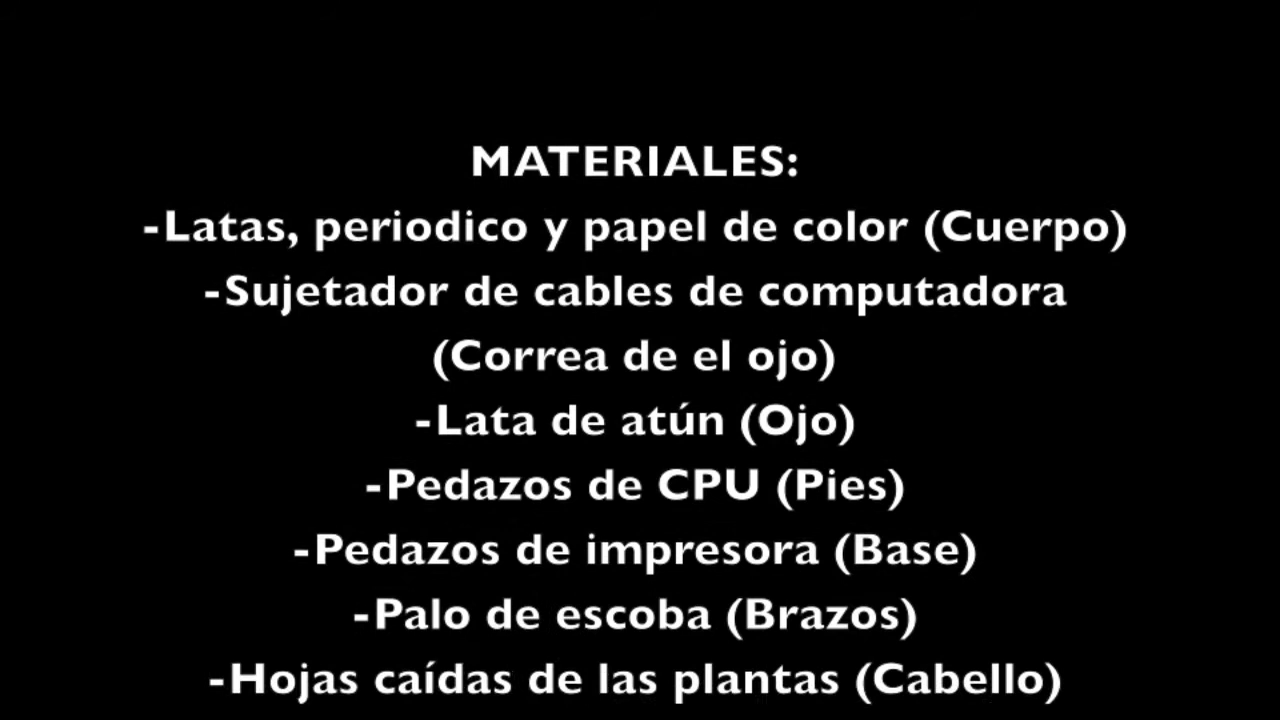 MATERIALES:
-Latas, periodico y papel de color (Cuerpo)
-Sujetador de cables de computadora
(Correa de el ojo)
-Lata de atún (Ojo)
-Pedazos de CPU (Pies)
-Pedazos de impresora (Base)
-Palo de escoba (Brazos)
-Hojas caídas de las plantas (Cabello)